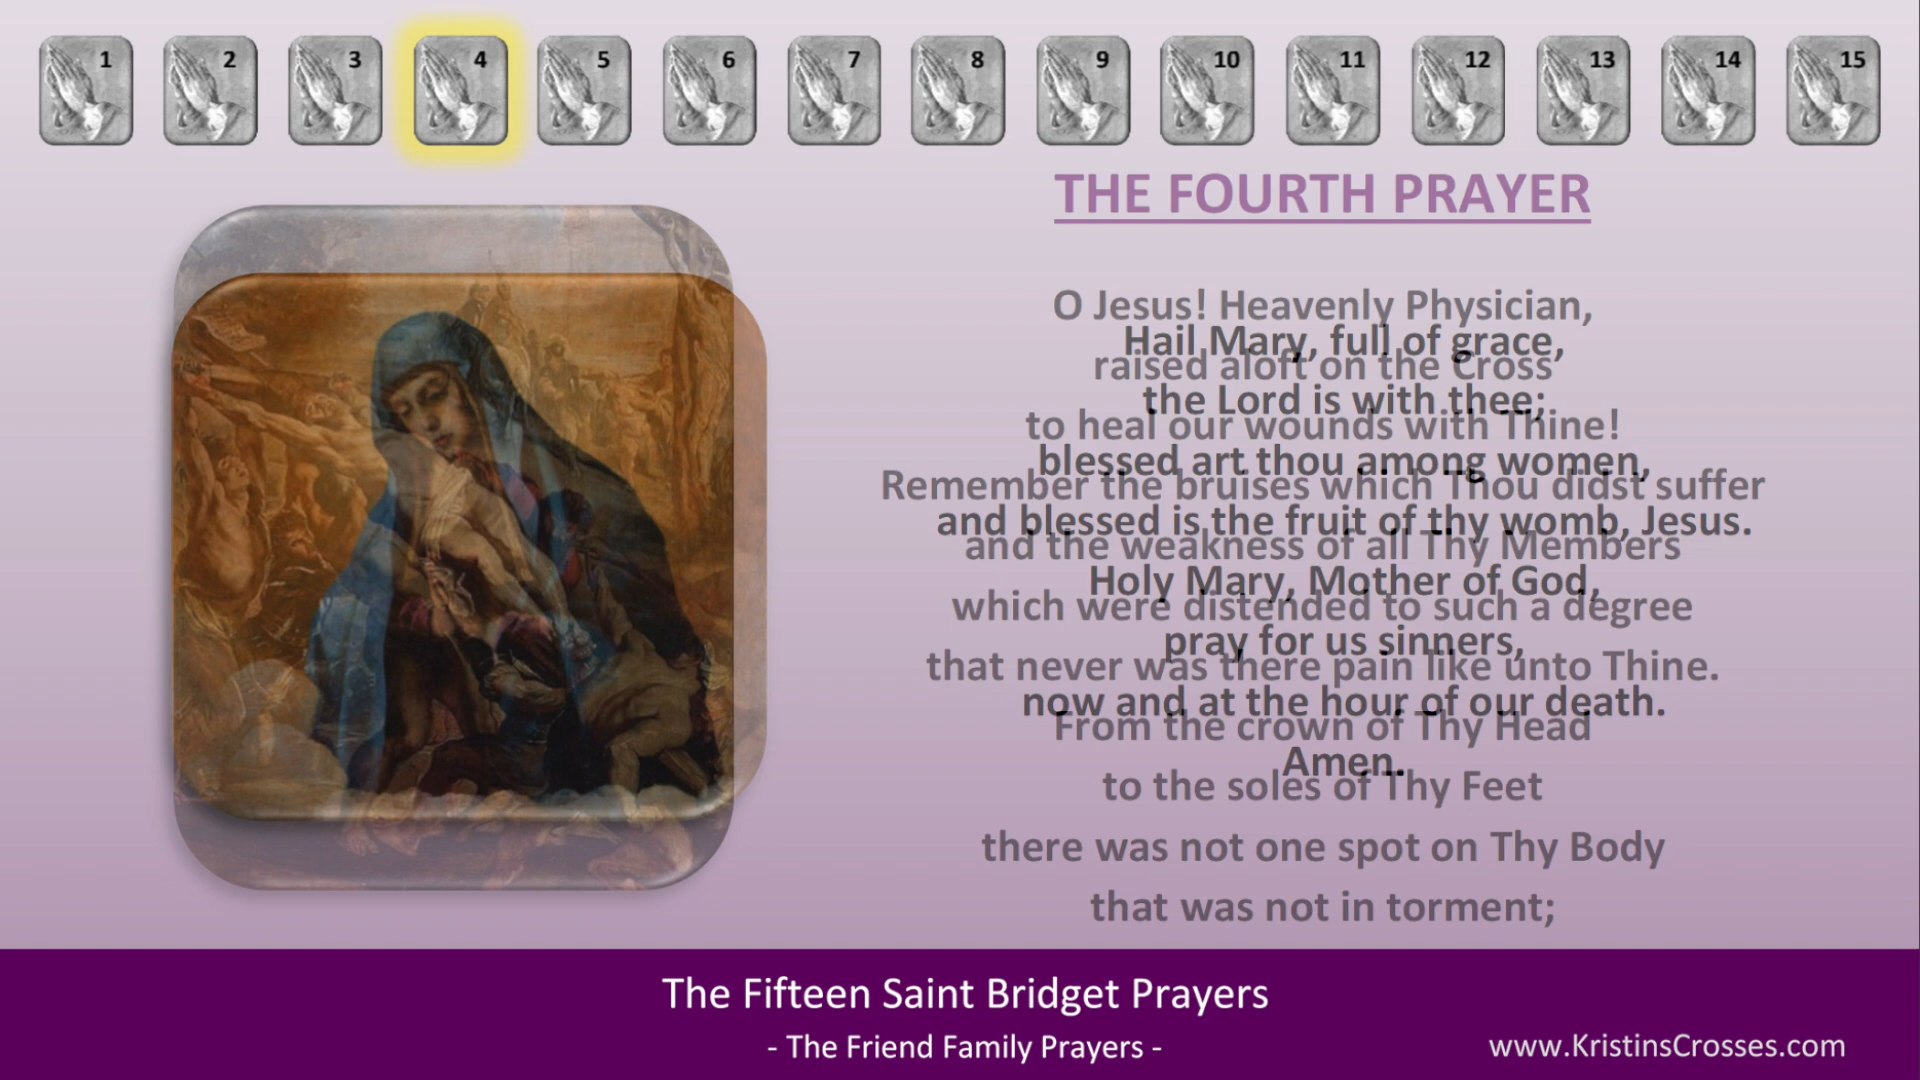 1 2 3 4 5 6 7 8 9 10 11 12 13 14 15
THE FOURTH PRAYER
O Jesus! Heavenly Physician,
raised aloft on the Cross
to heal our wounds with Thine!
Remember the bruises which Thou didst suffer
and the weakness of all Thy Members
which were distended to such a degree
that never was there pain like unto Thine.
From the crown of Thy Head
to the soles of Thy Feet
there was not one spot on Thy Body
that was not in torment;
Hail Mary, full of grace,
the Lord is with thee;
blessed art thou among women,
and blessed is the fruit of thy womb, Jesus.
Holy Mary, Mother of God,
pray for us sinners,
now and at the hour of our death.
Amen.
The Fifteen Saint Bridget Prayers
- The Friend Family Prayers -
www.KristinsCrosses.com